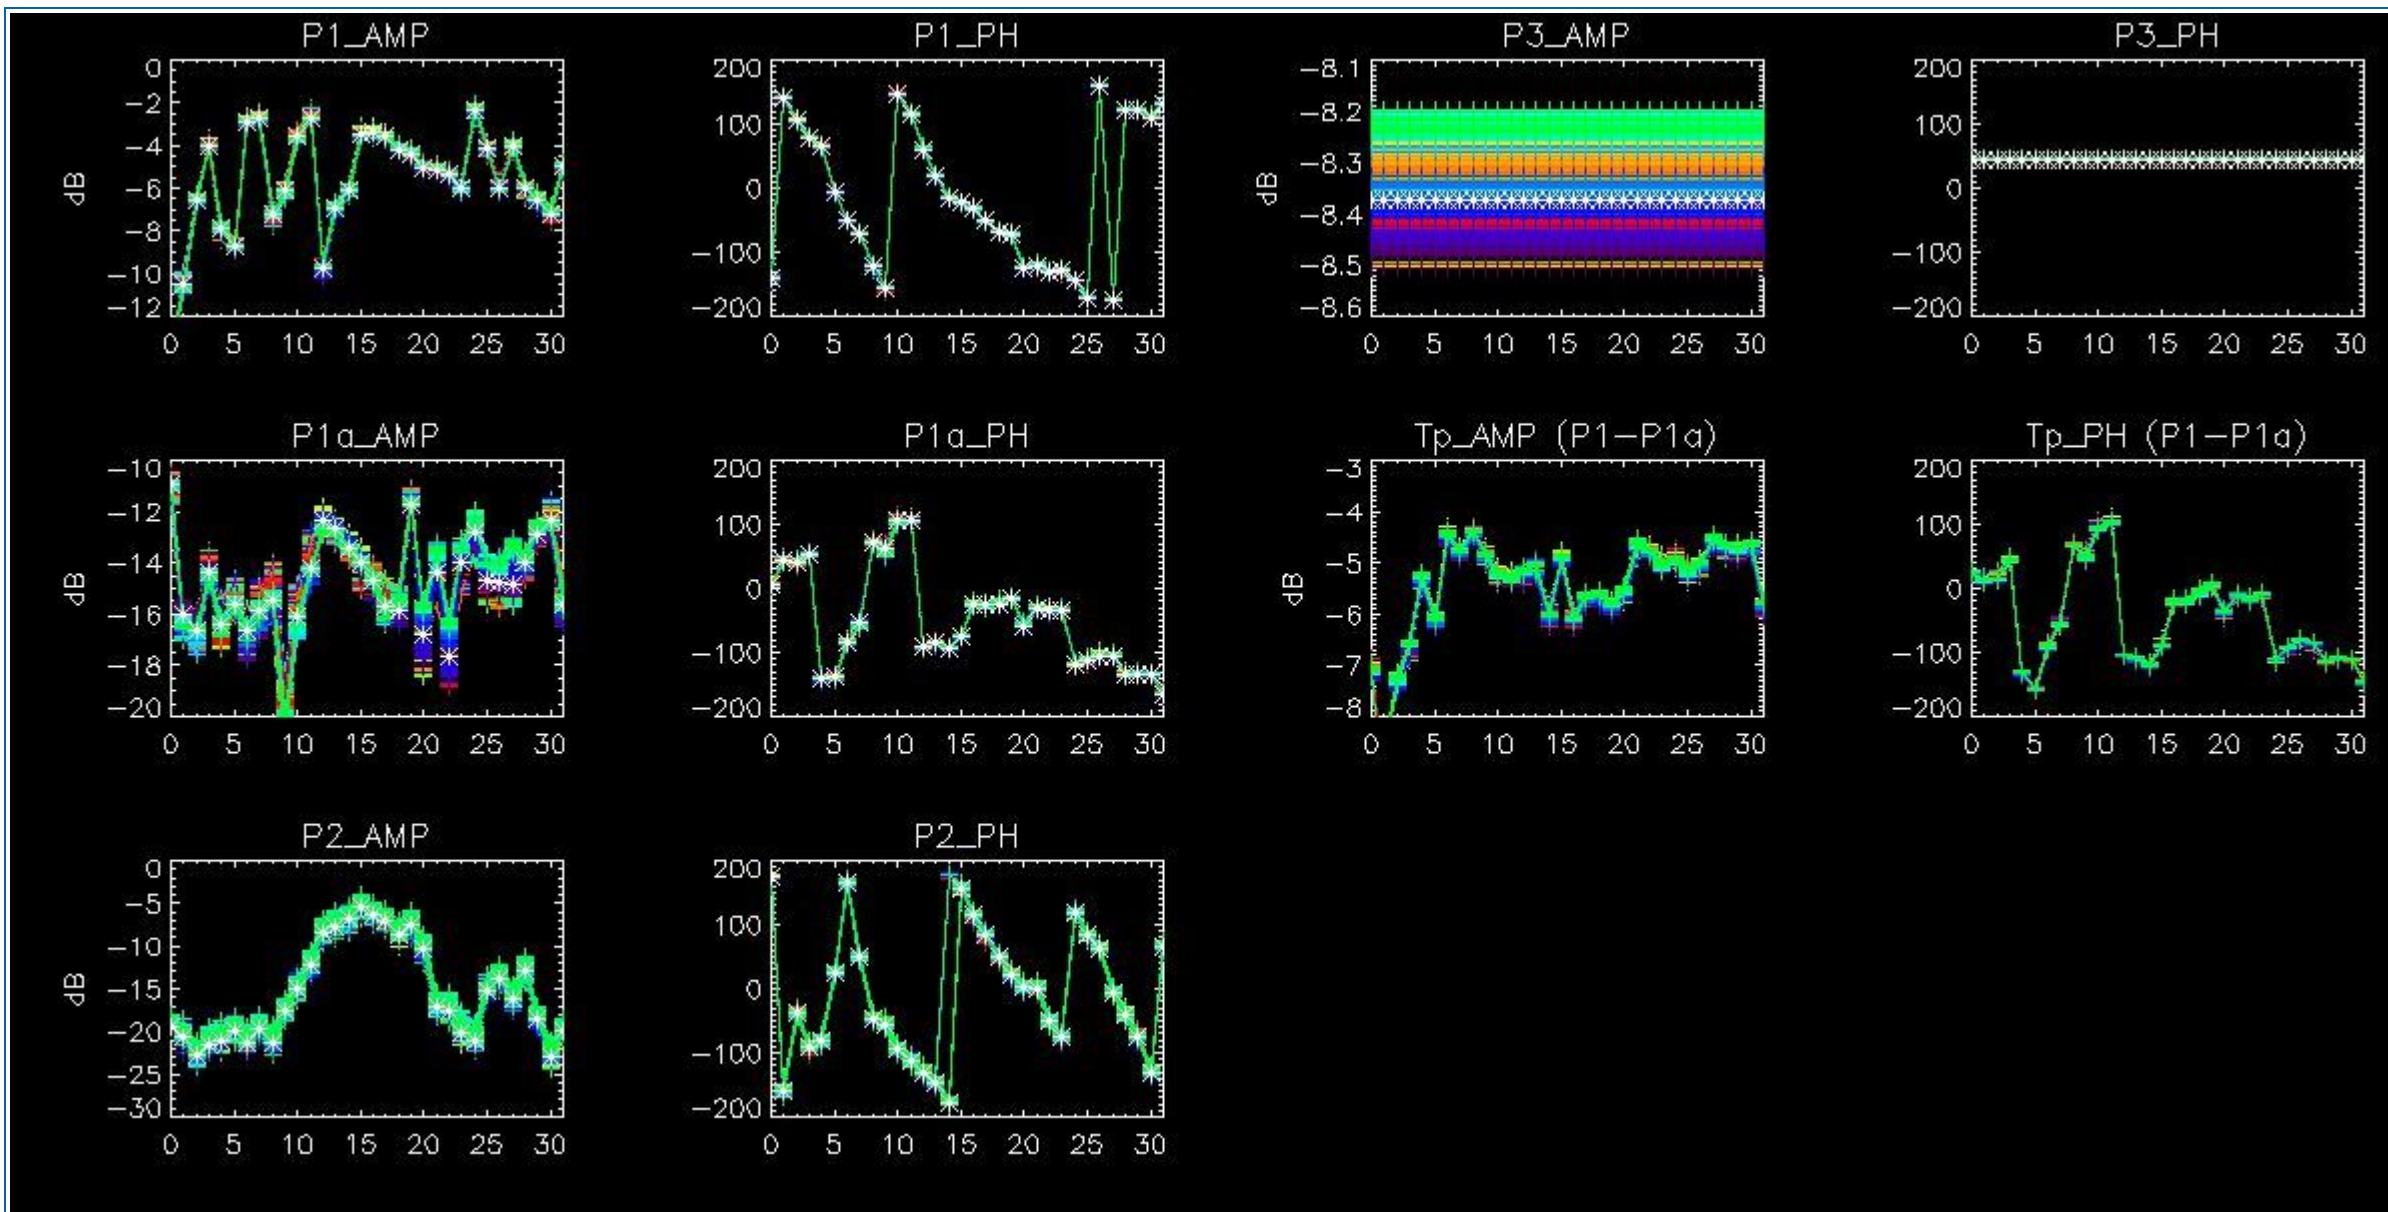 P1_AMP
0
−2
−4
−6
−8
−10
−12
dB
0 5 10 15 20 25 30
P1_PH
200
100
0
−100
−200
0 5 10 15 20 25 30
P3_AMP
−8.1
−8.2
−8.3
−8.4
−8.5
−8.6
dB
0 5 10 15 20 25 30
P3_PH
200
100
0
−100
−200
0 5 10 15 20 25 30
P1a_AMP
−10
−12
−14
−16
−18
−20
dB
0 5 10 15 20 25 30
P1a_PH
200
100
0
−100
−200
0 5 10 15 20 25 30
Tp_AMP (P1−P1a)
−3
−4
−5
−6
−7
−8
dB
0 5 10 15 20 25 30
Tp_PH (P1−P1a)
200
100
0
−100
−200
0 5 10 15 20 25 30
P2_AMP
0
−5
−10
−15
−20
−25
−30
dB
0 5 10 15 20 25 30
P2_PH
200
100
0
−100
−200
0 5 10 15 20 25 30